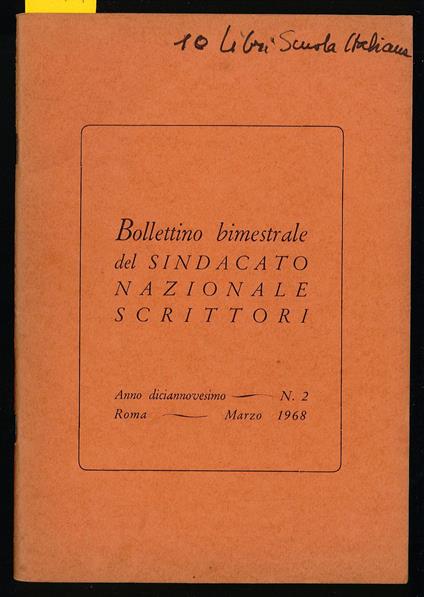 10 Libri Scuola Italiana
Bollettino bimestrale
del SINDACATO
NAZIONALE
SCRITTORI
Anno diciannovesimo — N. 2
Roma — Marzo 1968